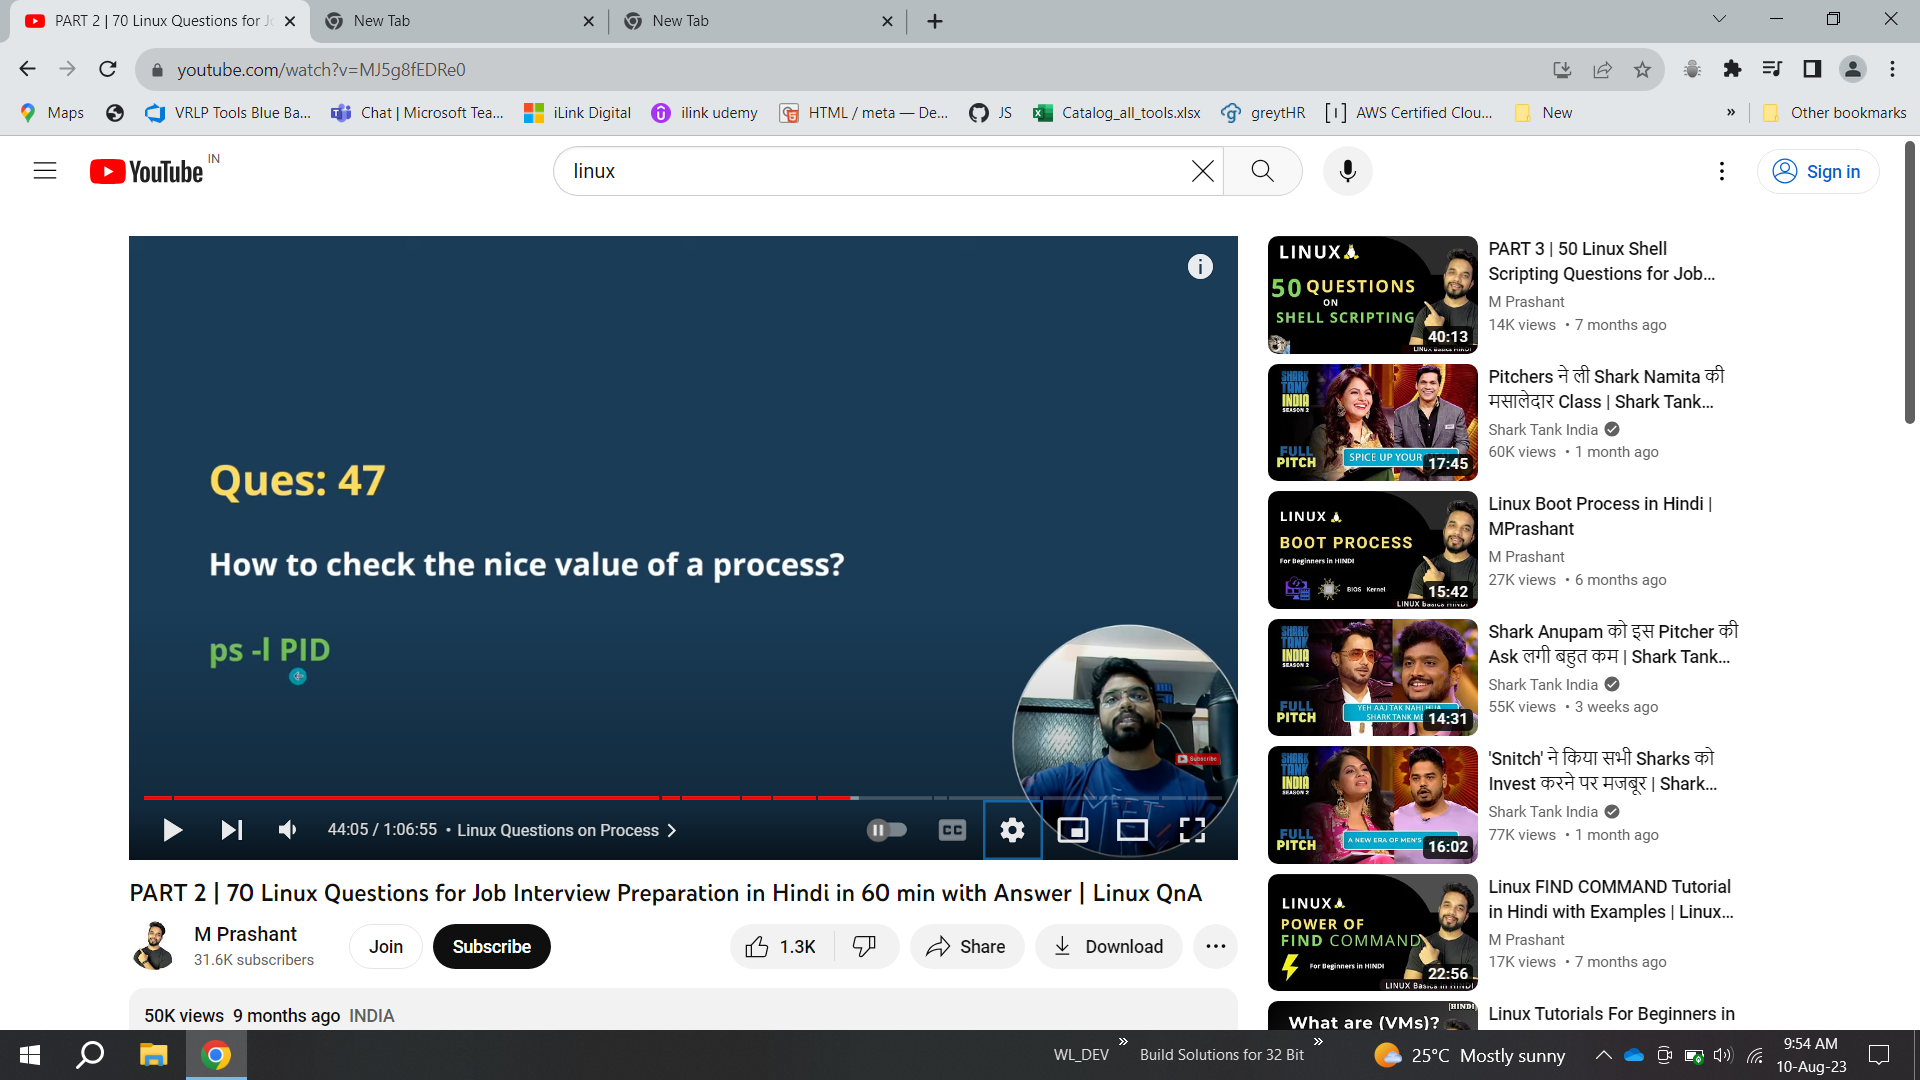 PART 2 | 70 Linux Questions for Jo
New Tab
New Tab
youtube.com/watch?v=MJ5g8fEDRe0
Maps
VRLP Tools Blue Ba...
Chat | Microsoft Tea...
iLink Digital
ilink udemy
HTML / meta — De...
JS
Catalog_all_tools.xlsx
greytHR
AWS Certified Clou...
New
»
Other bookmarks
YouTube IN
linux
Sign in
Ques: 47
How to check the nice value of a process?
ps -l PID
Subscribe
44:05 / 1:06:55 • Linux Questions on Process
CC
PART 2 | 70 Linux Questions for Job Interview Preparation in Hindi in 60 min with Answer | Linux QnA
M Prashant
31.6K subscribers
Join
Subscribe
1.3K
Share
Download
50K views 9 months ago INDIA
LINUX
50 QUESTIONS
ON
SHELL SCRIPTING
40:13
LINUX Basics HINDI
PART 3 | 50 Linux Shell
Scripting Questions for Job...
M Prashant
14K views • 7 months ago
SHARK
TANK
INDIA
SEASON 2
FULL
PITCH
SPICE UP YOUR
17:45
Pitchers ने ली Shark Namita की
मसालेदार Class | Shark Tank...
Shark Tank India
60K views • 1 month ago
LINUX
BOOT PROCESS
For Beginners in HINDI
BIOS Kernel
15:42
LINUX Basics HINDI
Linux Boot Process in Hindi |
MPrashant
M Prashant
27K views • 6 months ago
SHARK
TANK
INDIA
SEASON 2
FULL
PITCH
YEH AAJ TAK NAHI HUA
SHARK TANK ME
14:31
Shark Anupam को इस Pitcher की
Ask लगी बहुत कम | Shark Tank...
Shark Tank India
55K views • 3 weeks ago
SHARK
TANK
INDIA
SEASON 2
FULL
PITCH
A NEW ERA OF MEN'S
16:02
'Snitch' ने किया सभी Sharks को
Invest करने पर मजबूर | Shark...
Shark Tank India
77K views • 1 month ago
LINUX
POWER OF
FIND COMMAND
For Beginners in HINDI
22:56
LINUX Basics in HINDI
Linux FIND COMMAND Tutorial
in Hindi with Examples | Linux...
M Prashant
17K views • 7 months ago
[HINDI]
What are (VMs)?
Linux Tutorials For Beginners in
WL_DEV »
Build Solutions for 32 Bit »
25°C Mostly sunny
9:54 AM
10-Aug-23